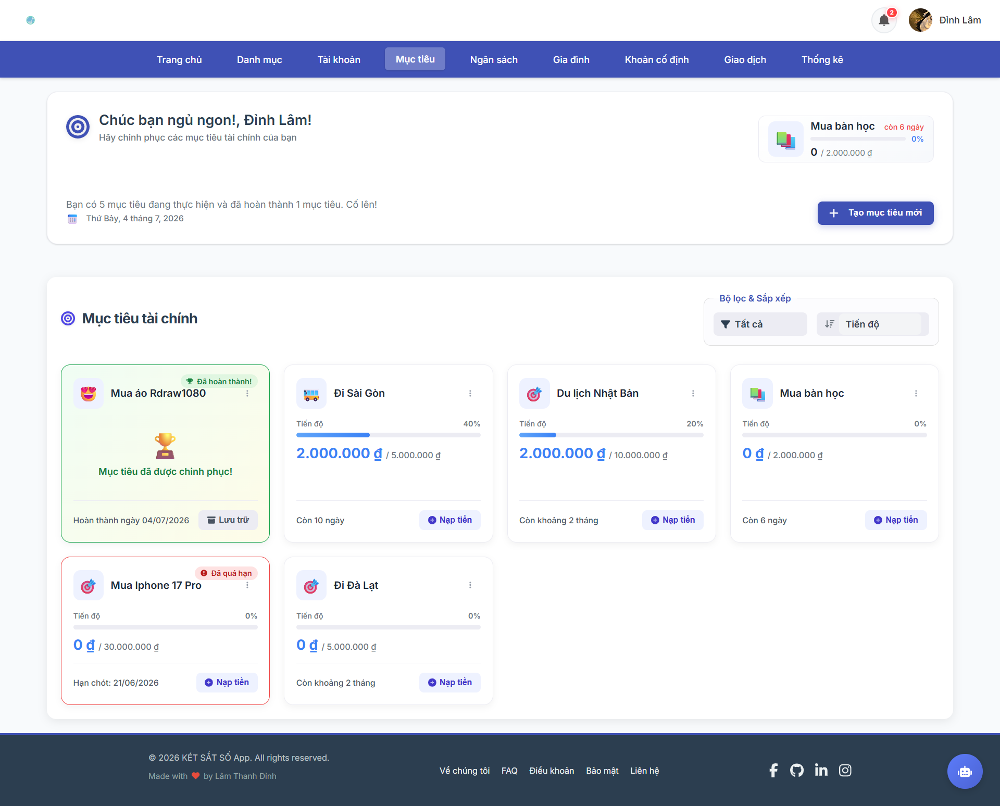 2
Đỉnh Lâm
Trang chủ
Danh mục
Tài khoản
Mục tiêu
Ngân sách
Gia đình
Khoản cố định
Giao dịch
Thống kê
Chúc bạn ngủ ngon!, Đỉnh Lâm!
Hãy chinh phục các mục tiêu tài chính của bạn
Mua bàn học
còn 6 ngày
0%
0 / 2.000.000 ₫
Bạn có 5 mục tiêu đang thực hiện và đã hoàn thành 1 mục tiêu. Cố lên!
Thứ Bảy, 4 tháng 7, 2026
Tạo mục tiêu mới
Mục tiêu tài chính
Bộ lọc & Sắp xếp
Tất cả
Tiến độ
Đã hoàn thành!
Mua áo Rdraw1080
Mục tiêu đã được chinh phục!
Hoàn thành ngày 04/07/2026
Lưu trữ
Đi Sài Gòn
Tiến độ
40%
2.000.000 ₫ / 5.000.000 ₫
Còn 10 ngày
Nạp tiền
Du lịch Nhật Bản
Tiến độ
20%
2.000.000 ₫ / 10.000.000 ₫
Còn khoảng 2 tháng
Nạp tiền
Mua bàn học
Tiến độ
0%
0 ₫ / 2.000.000 ₫
Còn 6 ngày
Nạp tiền
Đã quá hạn
Mua Iphone 17 Pro
Tiến độ
0%
0 ₫ / 30.000.000 ₫
Hạn chót: 21/06/2026
Nạp tiền
Đi Đà Lạt
Tiến độ
0%
0 ₫ / 5.000.000 ₫
Còn khoảng 2 tháng
Nạp tiền
© 2026 KÉT SẮT SỐ App. All rights reserved.
Made with ❤ by Lâm Thanh Đỉnh
Về chúng tôi
FAQ
Điều khoản
Bảo mật
Liên hệ